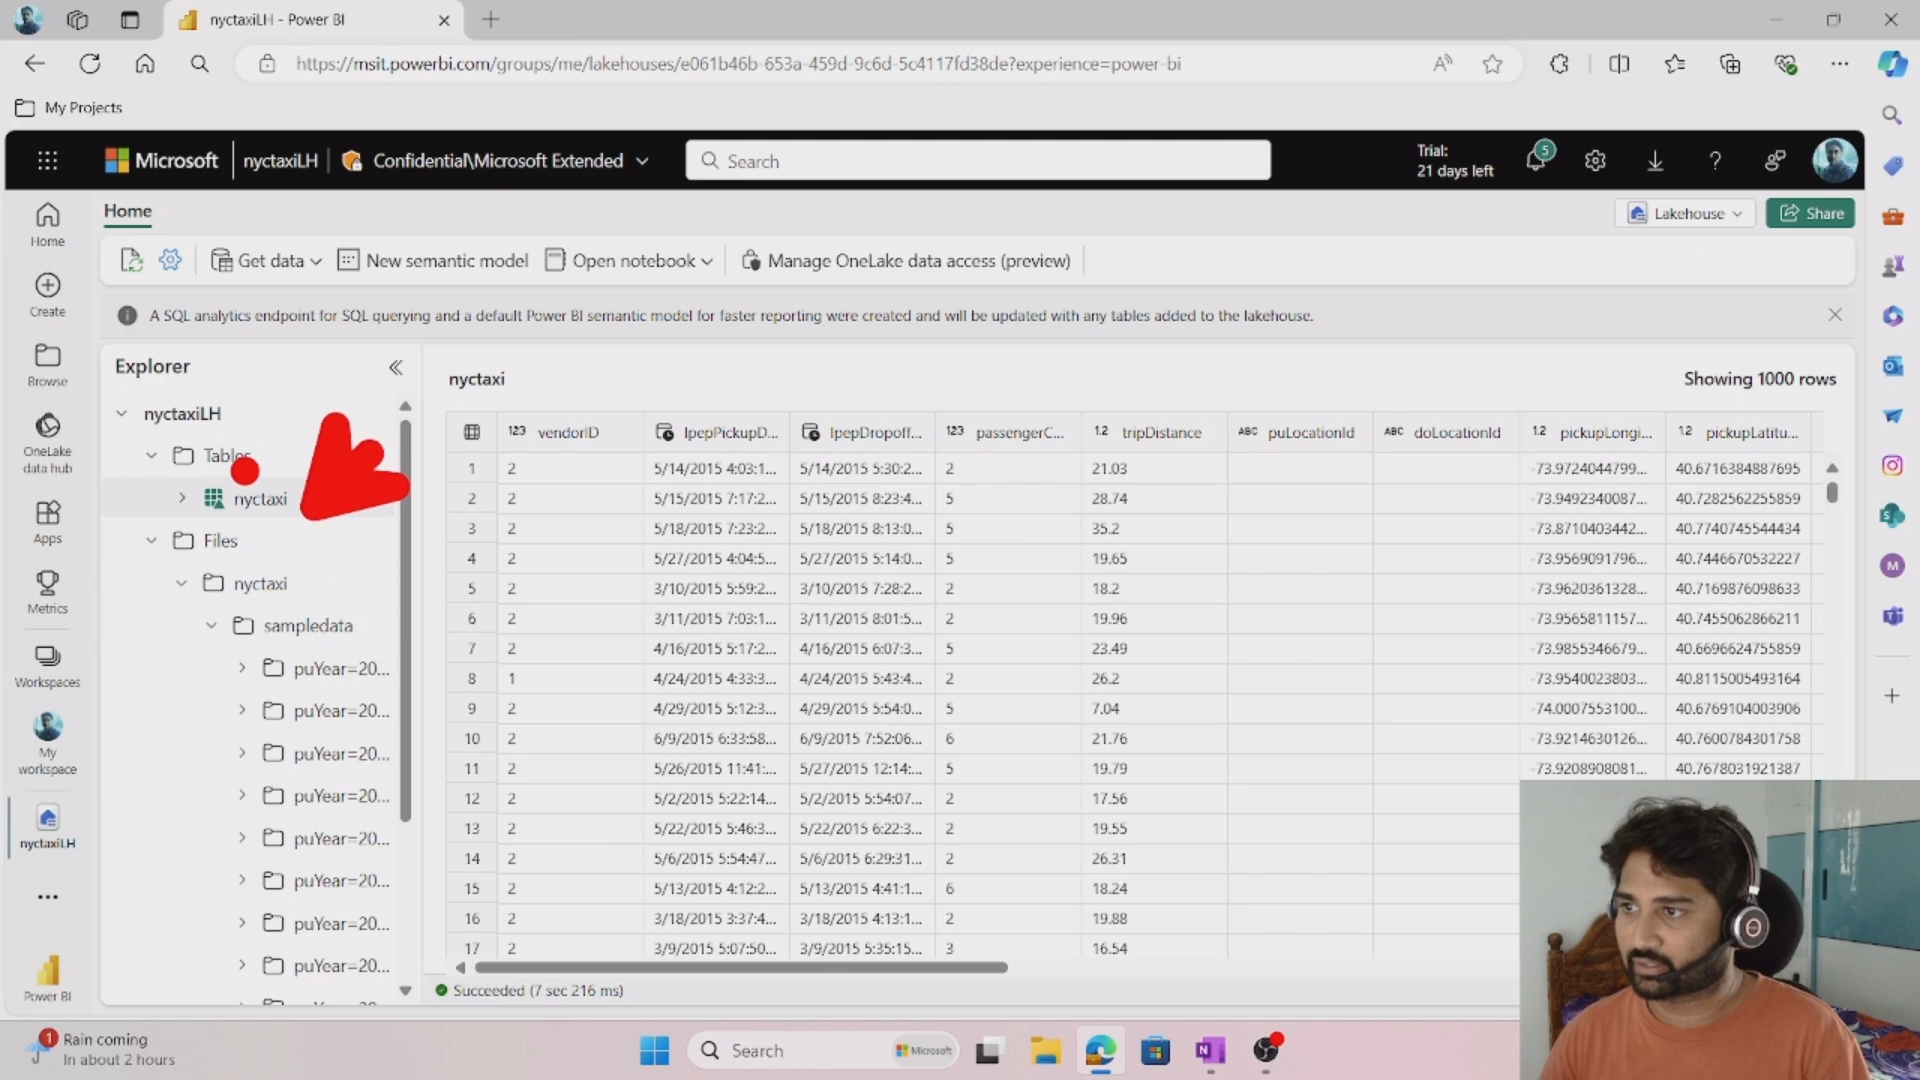 nyctaxiLH - Power BI
https://msit.powerbi.com/groups/me/lakehouses/e061b46b-653a-459d-9c6d-5c4117fd38de?experience=power-bi
My Projects
Microsoft nyctaxiLH Confidential\Microsoft Extended Search Trial: 21 days left 5
Home Lakehouse Share
Get data New semantic model Open notebook Manage OneLake data access (preview)
A SQL analytics endpoint for SQL querying and a default Power BI semantic model for faster reporting were created and will be updated with any tables added to the lakehouse.
Home
Create
Browse
OneLake
data hub
Apps
Metrics
Workspaces
My
workspace
nyctaxiLH
Power BI
Explorer
nyctaxiLH
Tables
nyctaxi
Files
nyctaxi
sampledata
puYear=20...
puYear=20...
puYear=20...
puYear=20...
puYear=20...
puYear=20...
puYear=20...
puYear=20...
nyctaxi Showing 1000 rows
123 vendorID lpepPickupD... lpepDropoff... 123 passengerC... 1.2 tripDistance ABC puLocationId ABC doLocationId 1.2 pickupLongi... 1.2 pickupLatitu...
1 2 5/14/2015 4:03:1... 5/14/2015 5:30:2... 2 21.03 -73.9724044799... 40.6716384887695
2 2 5/15/2015 7:17:2... 5/15/2015 8:23:4... 5 28.74 -73.9492340087... 40.7282562255859
3 2 5/18/2015 7:23:2... 5/18/2015 8:13:0... 5 35.2 -73.8710403442... 40.7740745544434
4 2 5/27/2015 4:04:5... 5/27/2015 5:14:0... 5 19.65 -73.9569091796... 40.7446670532227
5 2 3/10/2015 5:59:2... 3/10/2015 7:28:2... 2 18.2 -73.9620361328... 40.7169876098633
6 2 3/11/2015 7:03:1... 3/11/2015 8:01:5... 2 19.96 -73.9565811157... 40.7455062866211
7 2 4/16/2015 5:17:2... 4/16/2015 6:07:3... 5 23.49 -73.9855346679... 40.6696624755859
8 1 4/24/2015 4:33:3... 4/24/2015 5:43:4... 2 26.2 -73.9540023803... 40.8115005493164
9 2 4/29/2015 5:12:3... 4/29/2015 5:54:0... 5 7.04 -74.0007553100... 40.6769104003906
10 2 6/9/2015 6:33:58... 6/9/2015 7:52:06... 6 21.76 -73.9214630126... 40.7600784301758
11 2 5/26/2015 11:41:... 5/27/2015 12:14:... 5 19.79 -73.9208908081... 40.7678031921387
12 2 5/2/2015 5:22:14... 5/2/2015 5:54:07... 2 17.56
13 2 5/22/2015 5:46:3... 5/22/2015 6:22:3... 2 19.55
14 2 5/6/2015 5:54:47... 5/6/2015 6:29:31... 2 26.31
15 2 5/13/2015 4:12:2... 5/13/2015 4:41:1... 6 18.24
16 2 3/18/2015 3:37:4... 3/18/2015 4:13:1... 2 19.88
17 2 3/9/2015 5:07:50... 3/9/2015 5:35:15... 3 16.54
Succeeded (7 sec 216 ms)
M
1 Rain coming
In about 2 hours
Search Microsoft